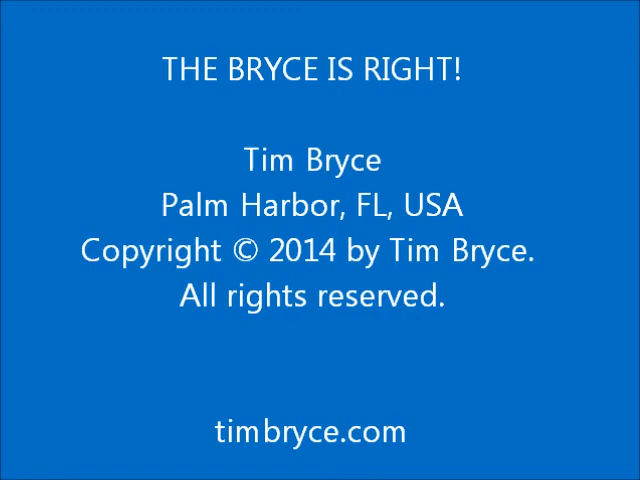 THE BRYCE IS RIGHT!
Tim Bryce
Palm Harbor, FL, USA
Copyright © 2014 by Tim Bryce.
All rights reserved.
timbryce.com